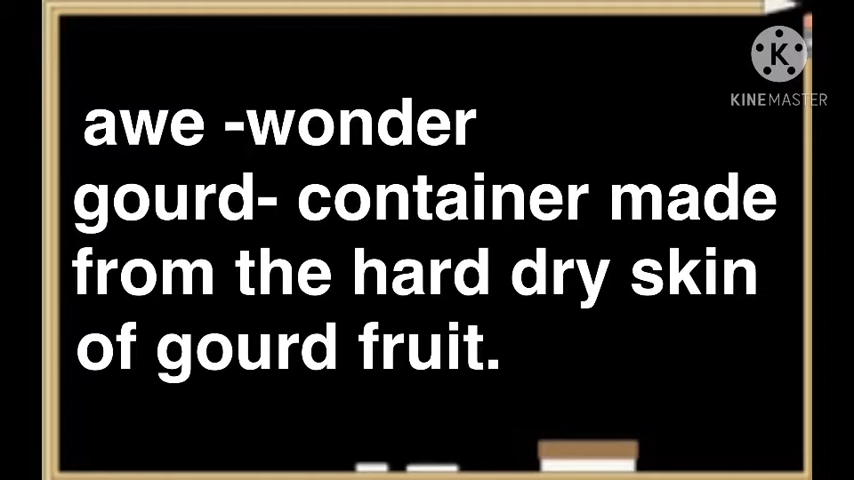 KINEMASTER
awe -wonder
gourd- container made
from the hard dry skin
of gourd fruit.